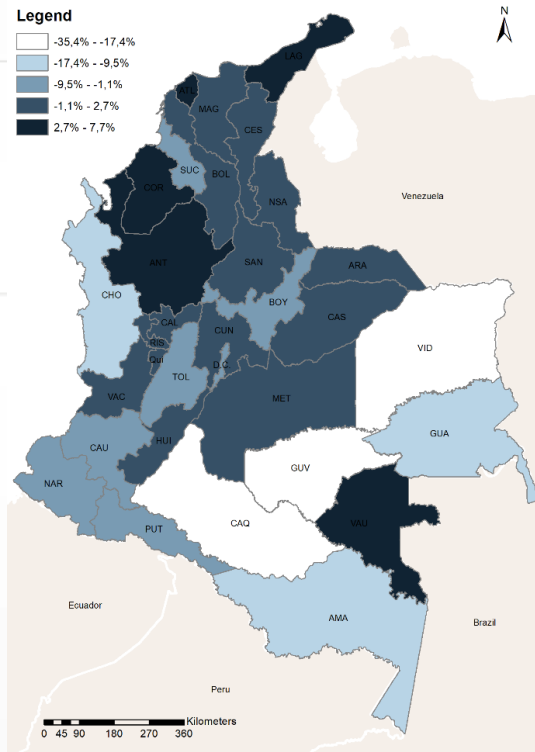 Legend
-35,4% - -17,4%
-17,4% - -9,5%
-9,5% - -1,1%
-1,1% - 2,7%
2,7% - 7,7%
N
LAG
ATL
MAG
CES
SUC
BOL
COR
NSA
Venezuela
ANT
SAN
ARA
CHO
BOY
CAS
CAL
CUN
RIS
VID
QUI
D.C.
TOL
VAC
MET
GUA
CAU
HUI
GUV
NAR
CAQ
VAU
PUT
Ecuador
AMA
Brazil
Peru
Kilometers
0 45 90 180 270 360